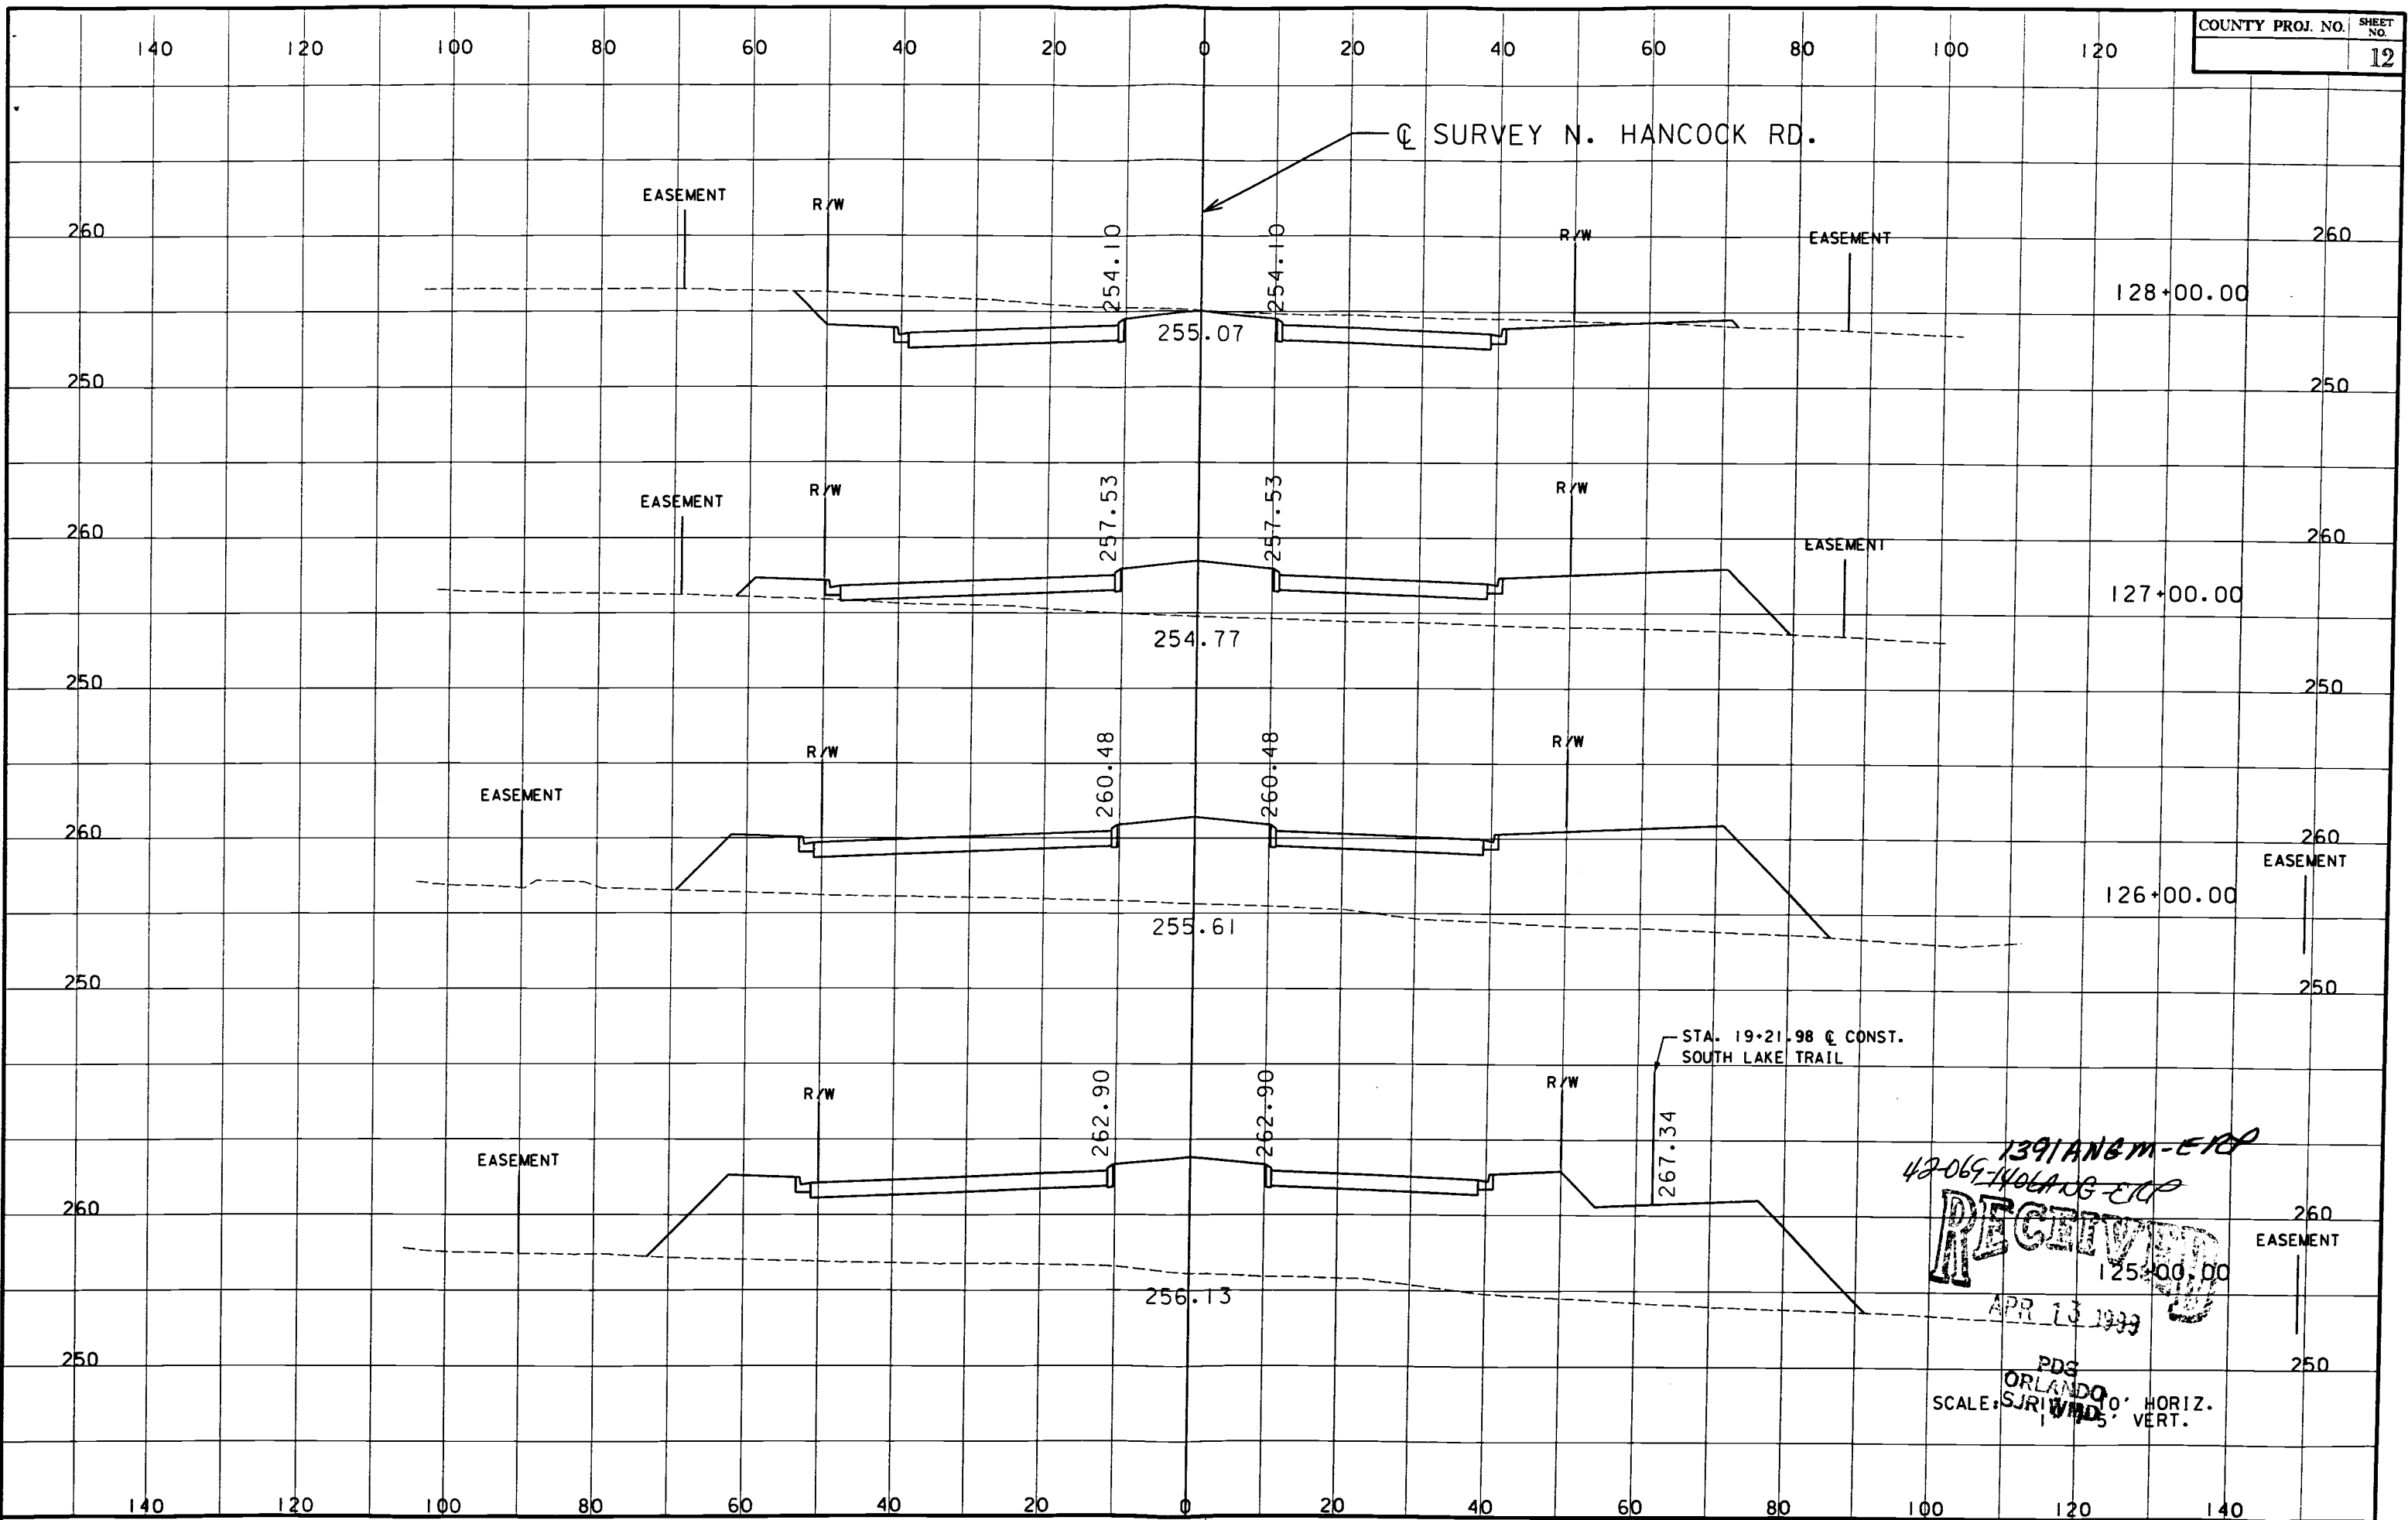 COUNTY PROJ. NO. SHEET NO.
12
140 120 100 80 60 40 20 0 20 40 60 80 100 120
℄ SURVEY N. HANCOCK RD.
EASEMENT R/W 254.10 254.10 R/W EASEMENT
260 260
128+00.00
255.07
250 250
EASEMENT R/W 257.53 257.53 R/W EASEMENT
260 260
127+00.00
254.77
250 250
EASEMENT R/W 260.48 260.48 R/W
260 260
EASEMENT
126+00.00
255.61
250 250
STA. 19+21.98 ℄ CONST.
SOUTH LAKE TRAIL
EASEMENT R/W 262.90 262.90 R/W 267.34
1391ANGM-ERP
42-069-1406ANG-ERP
RECEIVED
260 260
EASEMENT
125+00.00
256.13
APR 13 1999
250 250
PDS
ORLANDO
SJRWMD
SCALE: 10' HORIZ.
1 5' VERT.
140 120 100 80 60 40 20 0 20 40 60 80 100 120 140